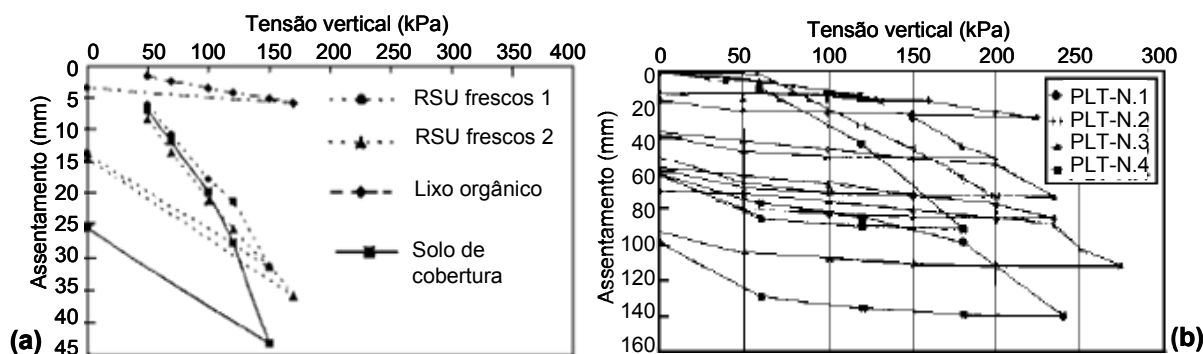 Tensão vertical (kPa)
0 50 100 150 200 250 300 350 400
Assentamento (mm)
0
5
10
15
20
25
30
35
40
45
RSU frescos 1
RSU frescos 2
Lixo orgânico
Solo de
cobertura
(a)
Tensão vertical (kPa)
0 50 100 150 200 250 300
Assentamento (mm)
0
20
40
60
80
100
120
140
160
PLT-N.1
PLT-N.2
PLT-N.3
PLT-N.4
(b)